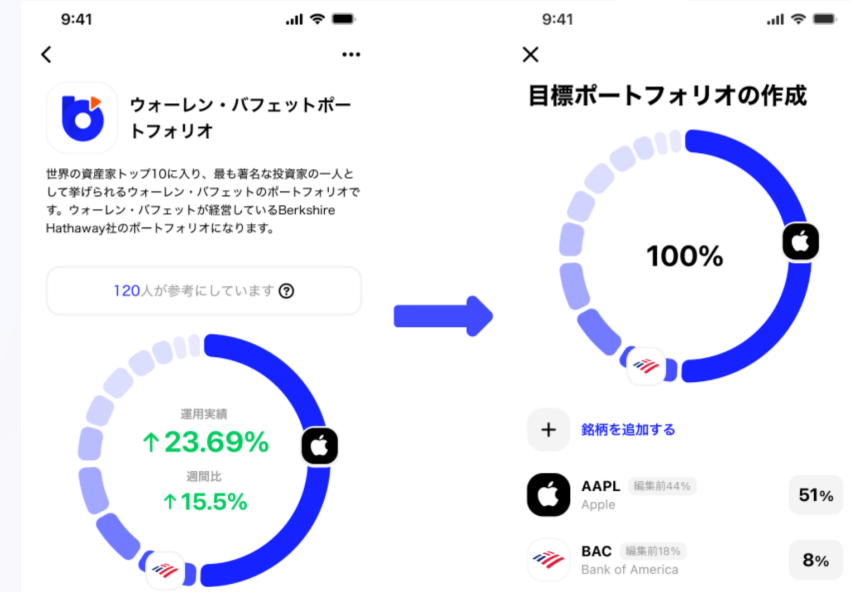 9:41
ウォーレン・バフェットポー
トフォリオ
世界の資産家トップ10に入り、最も著名な投資家の一人と
して挙げられるウォーレン・バフェットのポートフォリオで
す。ウォーレン・バフェットが経営しているBerkshire
Hathaway社のポートフォリオになります。
120人が参考にしています ?
運用実績
↑23.69%
週間比
↑15.5%
9:41
目標ポートフォリオの作成
100%
+ 銘柄を追加する
AAPL 編集前44%
Apple
51%
BAC 編集前18%
Bank of America
8%